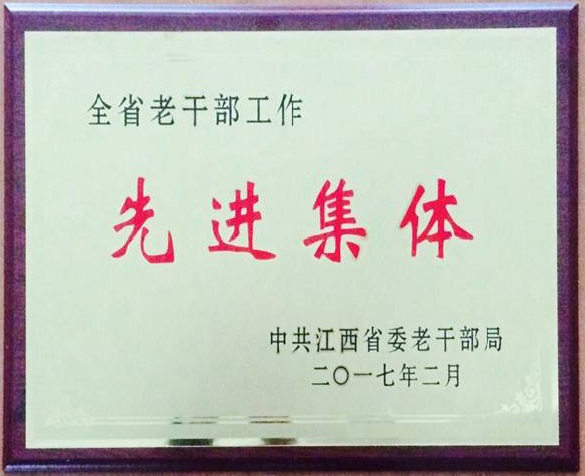 全省老干部工作
先进集体
中共江西省委老干部局
二〇一七年二月